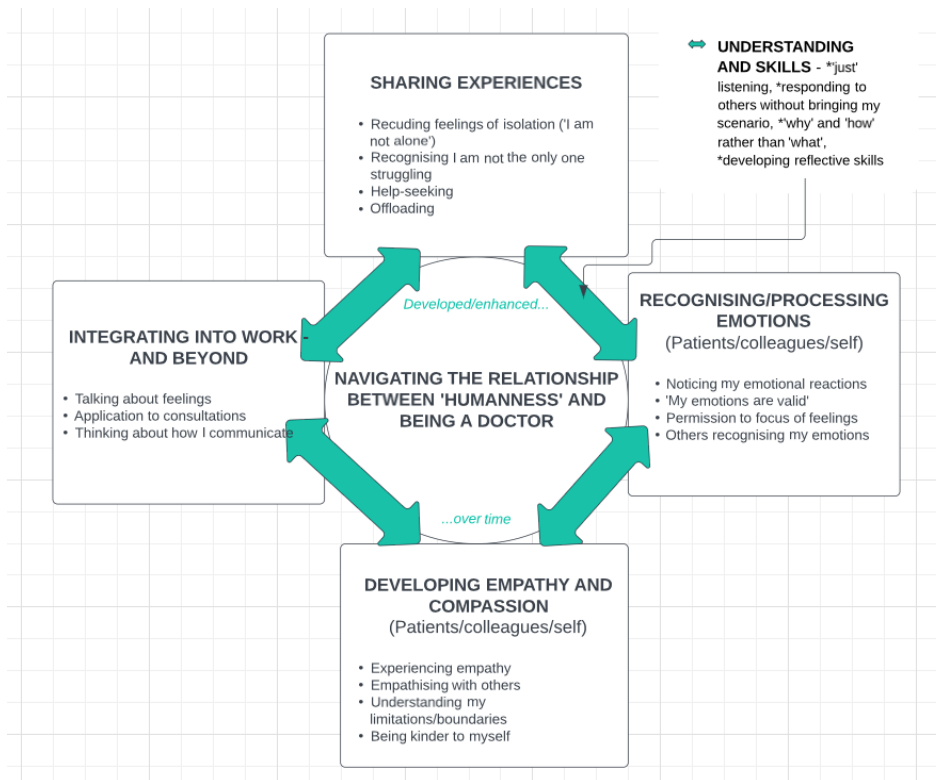 SHARING EXPERIENCES
• Recuding feelings of isolation ('I am
not alone')
• Recognising I am not the only one
struggling
• Help-seeking
• Offloading
UNDERSTANDING
AND SKILLS - *'just'
listening, *responding to
others without bringing my
scenario, *'why' and 'how'
rather than 'what',
*developing reflective skills
INTEGRATING INTO WORK -
AND BEYOND
• Talking about feelings
• Application to consultations
• Thinking about how I communicate
Developed/enhanced...
NAVIGATING THE RELATIONSHIP
BETWEEN 'HUMANNESS' AND
BEING A DOCTOR
...over time
RECOGNISING/PROCESSING
EMOTIONS
(Patients/colleagues/self)
• Noticing my emotional reactions
• 'My emotions are valid'
• Permission to focus of feelings
• Others recognising my emotions
DEVELOPING EMPATHY AND
COMPASSION
(Patients/colleagues/self)
• Experiencing empathy
• Empathising with others
• Understanding my
limitations/boundaries
• Being kinder to myself